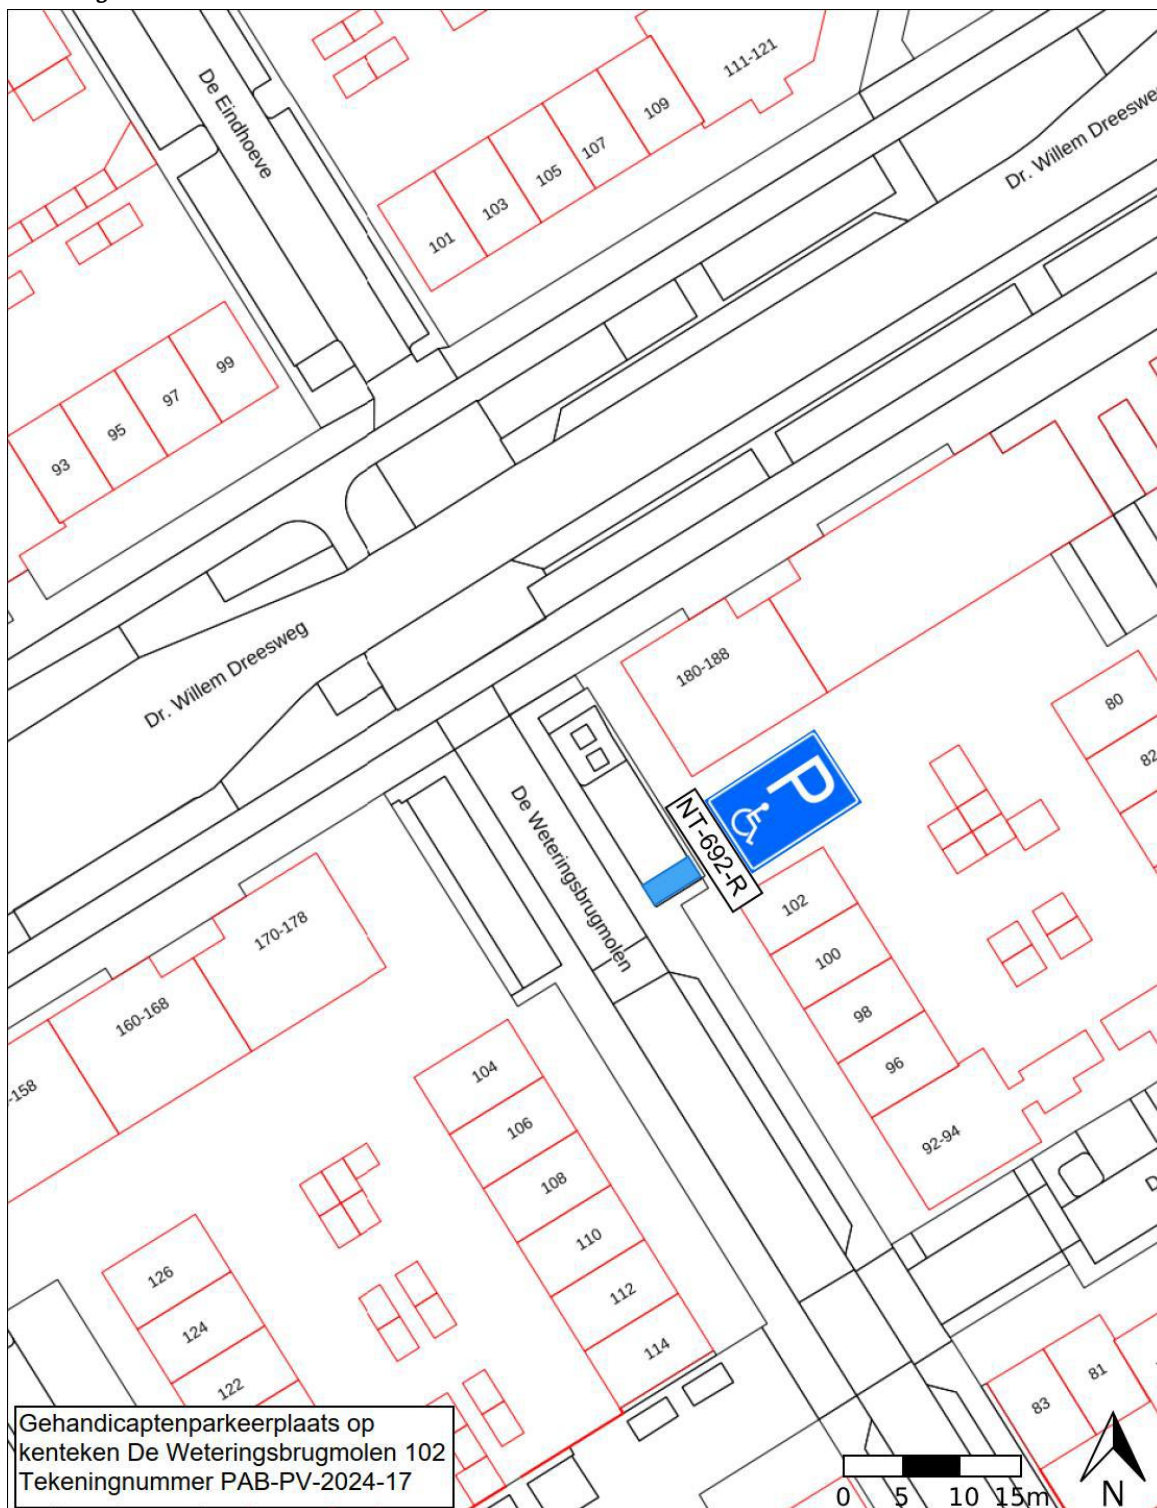 De Eindhoeve
111-121
109
107
105
103
101
Dr. Willem Dreesweg
99
97
95
93
Dr. Willem Dreesweg
180-188
80
82
P
NT-692-R
De Weteringsbrugmolen
102
100
98
96
92-94
170-178
160-168
-158
104
106
108
110
112
114
126
124
122
81
83
D
Gehandicaptenparkeerplaats op
kenteken De Weteringsbrugmolen 102
Tekeningnummer PAB-PV-2024-17
0 5 10 15m
N